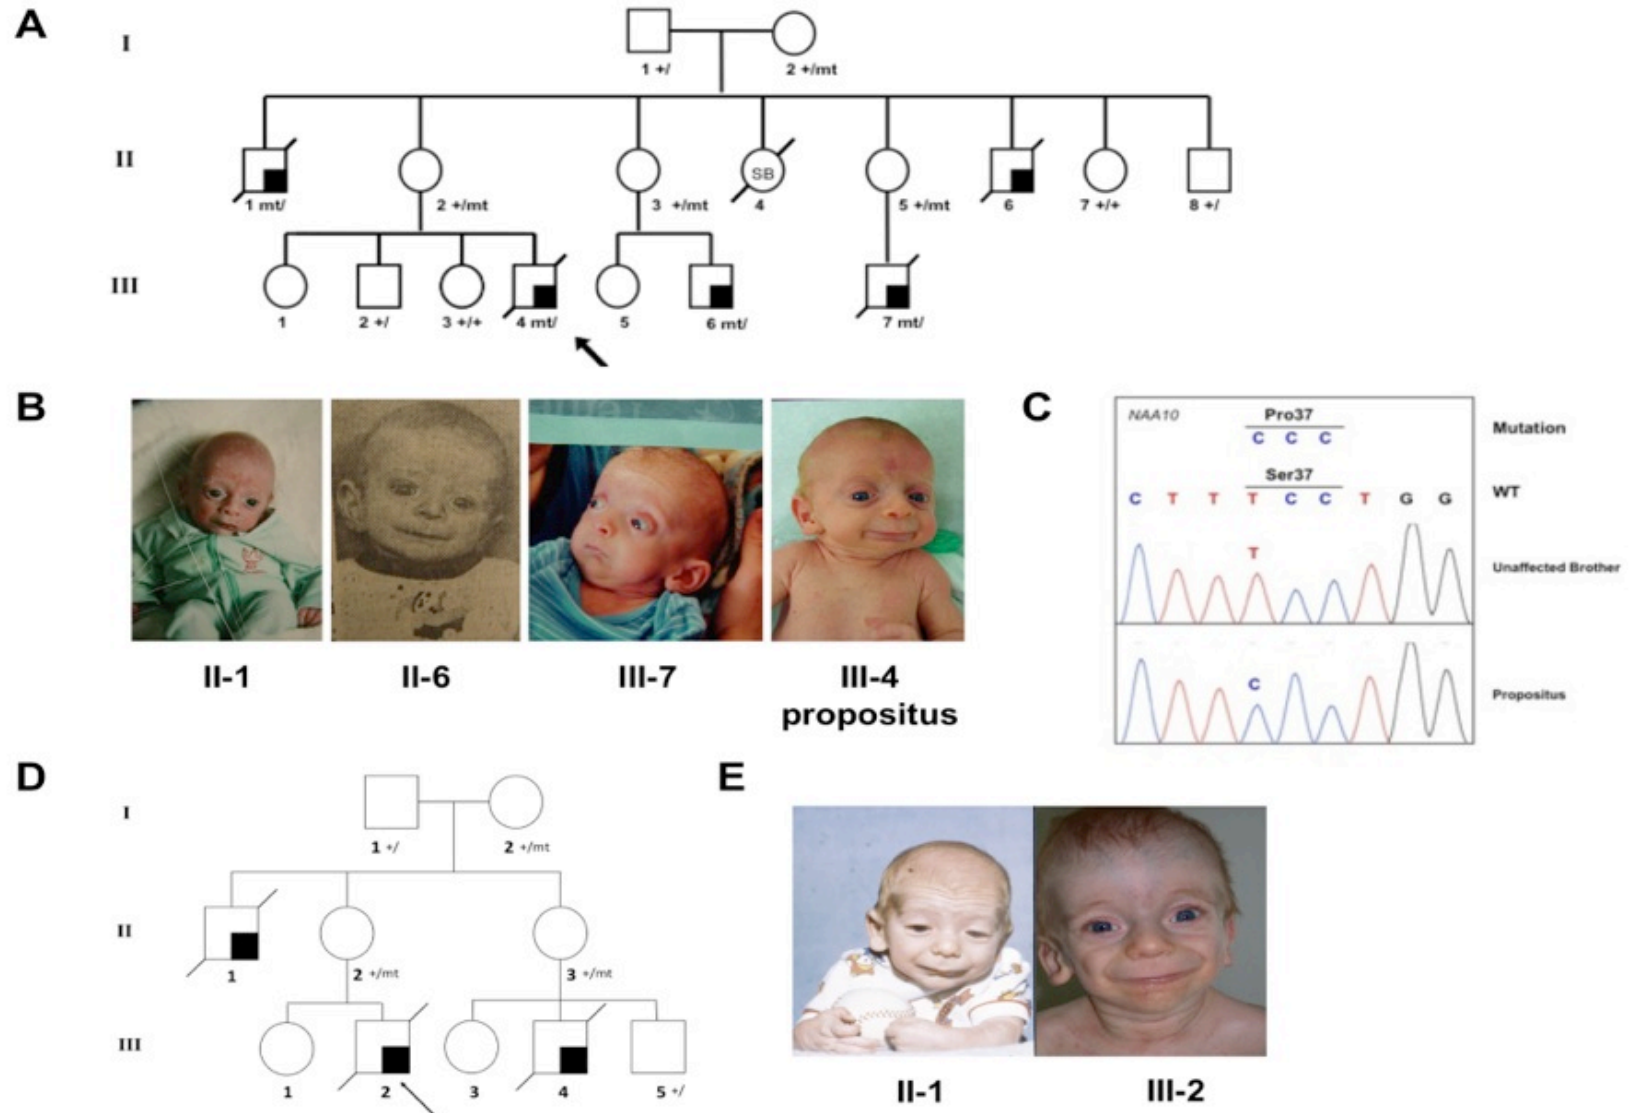 A
I
1 +/
2 +/mt
II
SB
1 mt/
2 +/mt
3 +/mt
4
5 +/mt
6
7 +/+
8 +/
III
1
2 +/
3 +/+
4 mt/
5
6 mt/
7 mt/
B
II-1
II-6
III-7
III-4
propositus
C
NAA10
Pro37
Mutation
C C C
Ser37
WT
C T T T C C T G G
T
Unaffected Brother
C
Propositus
D
I
1 +/
2 +/mt
II
1
2 +/mt
3 +/mt
III
1
2
3
4
5 +/
E
II-1
III-2